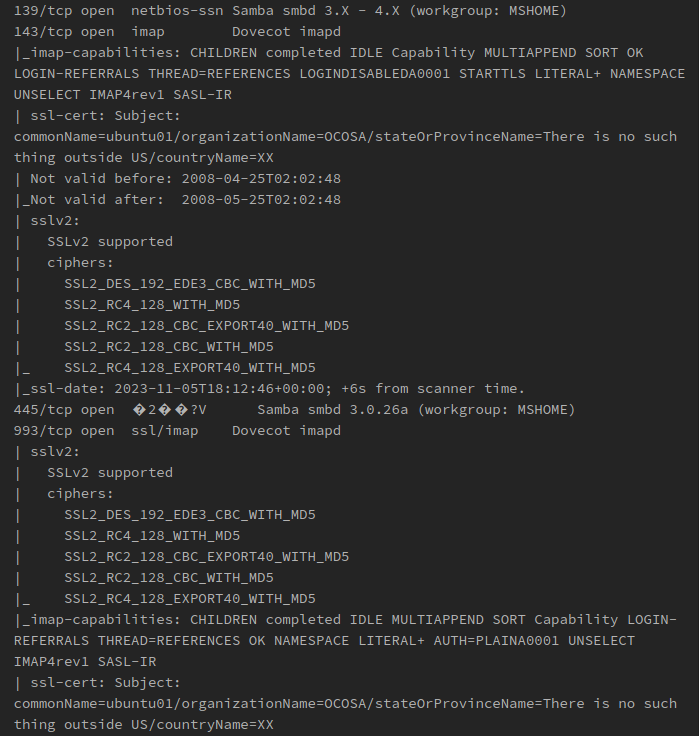 139/tcp open  netbios-ssn Samba smbd 3.X - 4.X (workgroup: MSHOME)
143/tcp open  imap        Dovecot imapd
|_imap-capabilities: CHILDREN completed IDLE Capability MULTIAPPEND SORT OK
LOGIN-REFERRALS THREAD=REFERENCES LOGINDISABLEDA0001 STARTTLS LITERAL+ NAMESPACE
UNSELECT IMAP4rev1 SASL-IR
| ssl-cert: Subject:
commonName=ubuntu01/organizationName=OCOSA/stateOrProvinceName=There is no such
thing outside US/countryName=XX
| Not valid before: 2008-04-25T02:02:48
|_Not valid after:  2008-05-25T02:02:48
| sslv2:
|   SSLv2 supported
|   ciphers:
|     SSL2_DES_192_EDE3_CBC_WITH_MD5
|     SSL2_RC4_128_WITH_MD5
|     SSL2_RC2_128_CBC_EXPORT40_WITH_MD5
|     SSL2_RC2_128_CBC_WITH_MD5
|_    SSL2_RC4_128_EXPORT40_WITH_MD5
|_ssl-date: 2023-11-05T18:12:46+00:00; +6s from scanner time.
445/tcp open  �2��?V      Samba smbd 3.0.26a (workgroup: MSHOME)
993/tcp open  ssl/imap    Dovecot imapd
| sslv2:
|   SSLv2 supported
|   ciphers:
|     SSL2_DES_192_EDE3_CBC_WITH_MD5
|     SSL2_RC4_128_WITH_MD5
|     SSL2_RC2_128_CBC_EXPORT40_WITH_MD5
|     SSL2_RC2_128_CBC_WITH_MD5
|_    SSL2_RC4_128_EXPORT40_WITH_MD5
|_imap-capabilities: CHILDREN completed IDLE MULTIAPPEND SORT Capability LOGIN-
REFERRALS THREAD=REFERENCES OK NAMESPACE LITERAL+ AUTH=PLAINA0001 UNSELECT
IMAP4rev1 SASL-IR
| ssl-cert: Subject:
commonName=ubuntu01/organizationName=OCOSA/stateOrProvinceName=There is no such
thing outside US/countryName=XX